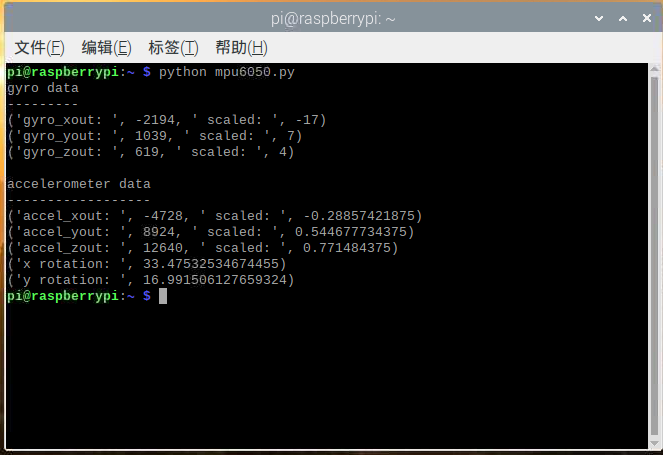 pi@raspberrypi: ~
文件(F) 编辑(E) 标签(T) 帮助(H)
pi@raspberrypi:~ $ python mpu6050.py
gyro data
---------
('gyro_xout: ', -2194, ' scaled: ', -17)
('gyro_yout: ', 1039, ' scaled: ', 7)
('gyro_zout: ', 619, ' scaled: ', 4)
accelerometer data
------------------
('accel_xout: ', -4728, ' scaled: ', -0.28857421875)
('accel_yout: ', 8924, ' scaled: ', 0.544677734375)
('accel_zout: ', 12640, ' scaled: ', 0.771484375)
('x rotation: ', 33.47532534674455)
('y rotation: ', 16.991506127659324)
pi@raspberrypi:~ $